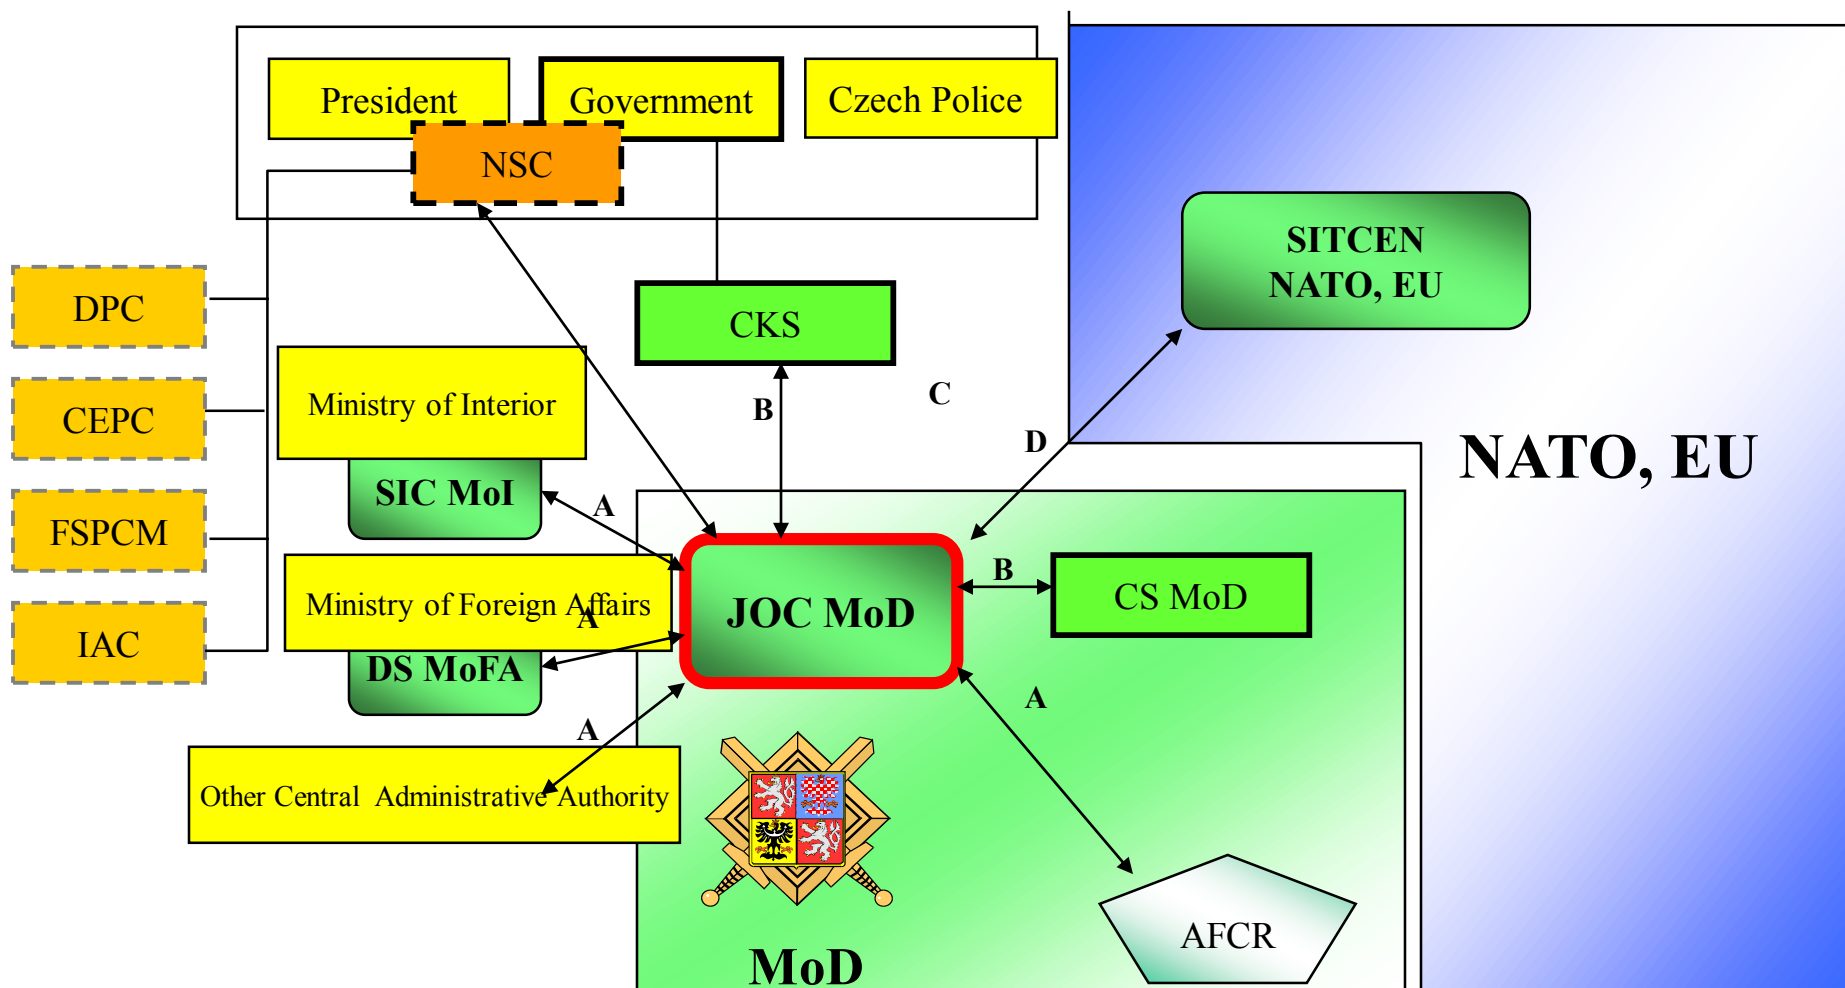 President
Government
Czech Police
NSC
SITCEN
NATO, EU
DPC
CKS
CEPC
Ministry of Interior
B
C
D
NATO, EU
SIC MoI
A
FSPCM
Ministry of Foreign Affairs
A
JOC MoD
B
CS MoD
IAC
DS MoFA
A
A
Other Central Administrative Authority
AFCR
MoD